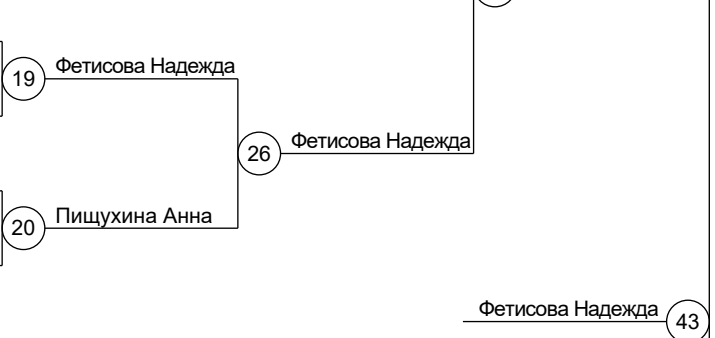 19 Фетисова Надежда
26 Фетисова Надежда
20 Пищухина Анна
Фетисова Надежда 43